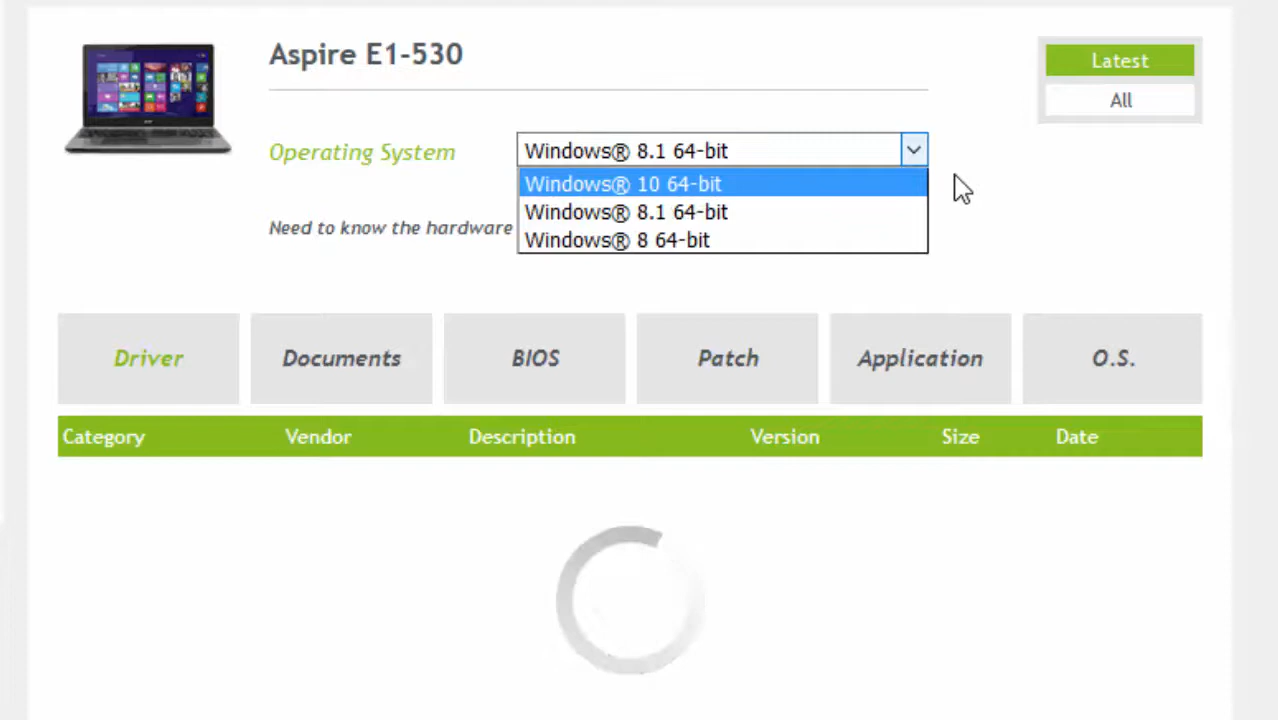 Aspire E1-530
Latest
All
Operating System
Windows® 8.1 64-bit
Windows® 10 64-bit
Windows® 8.1 64-bit
Windows® 8 64-bit
Need to know the hardware
Driver Documents BIOS Patch Application O.S.
Category Vendor Description Version Size Date